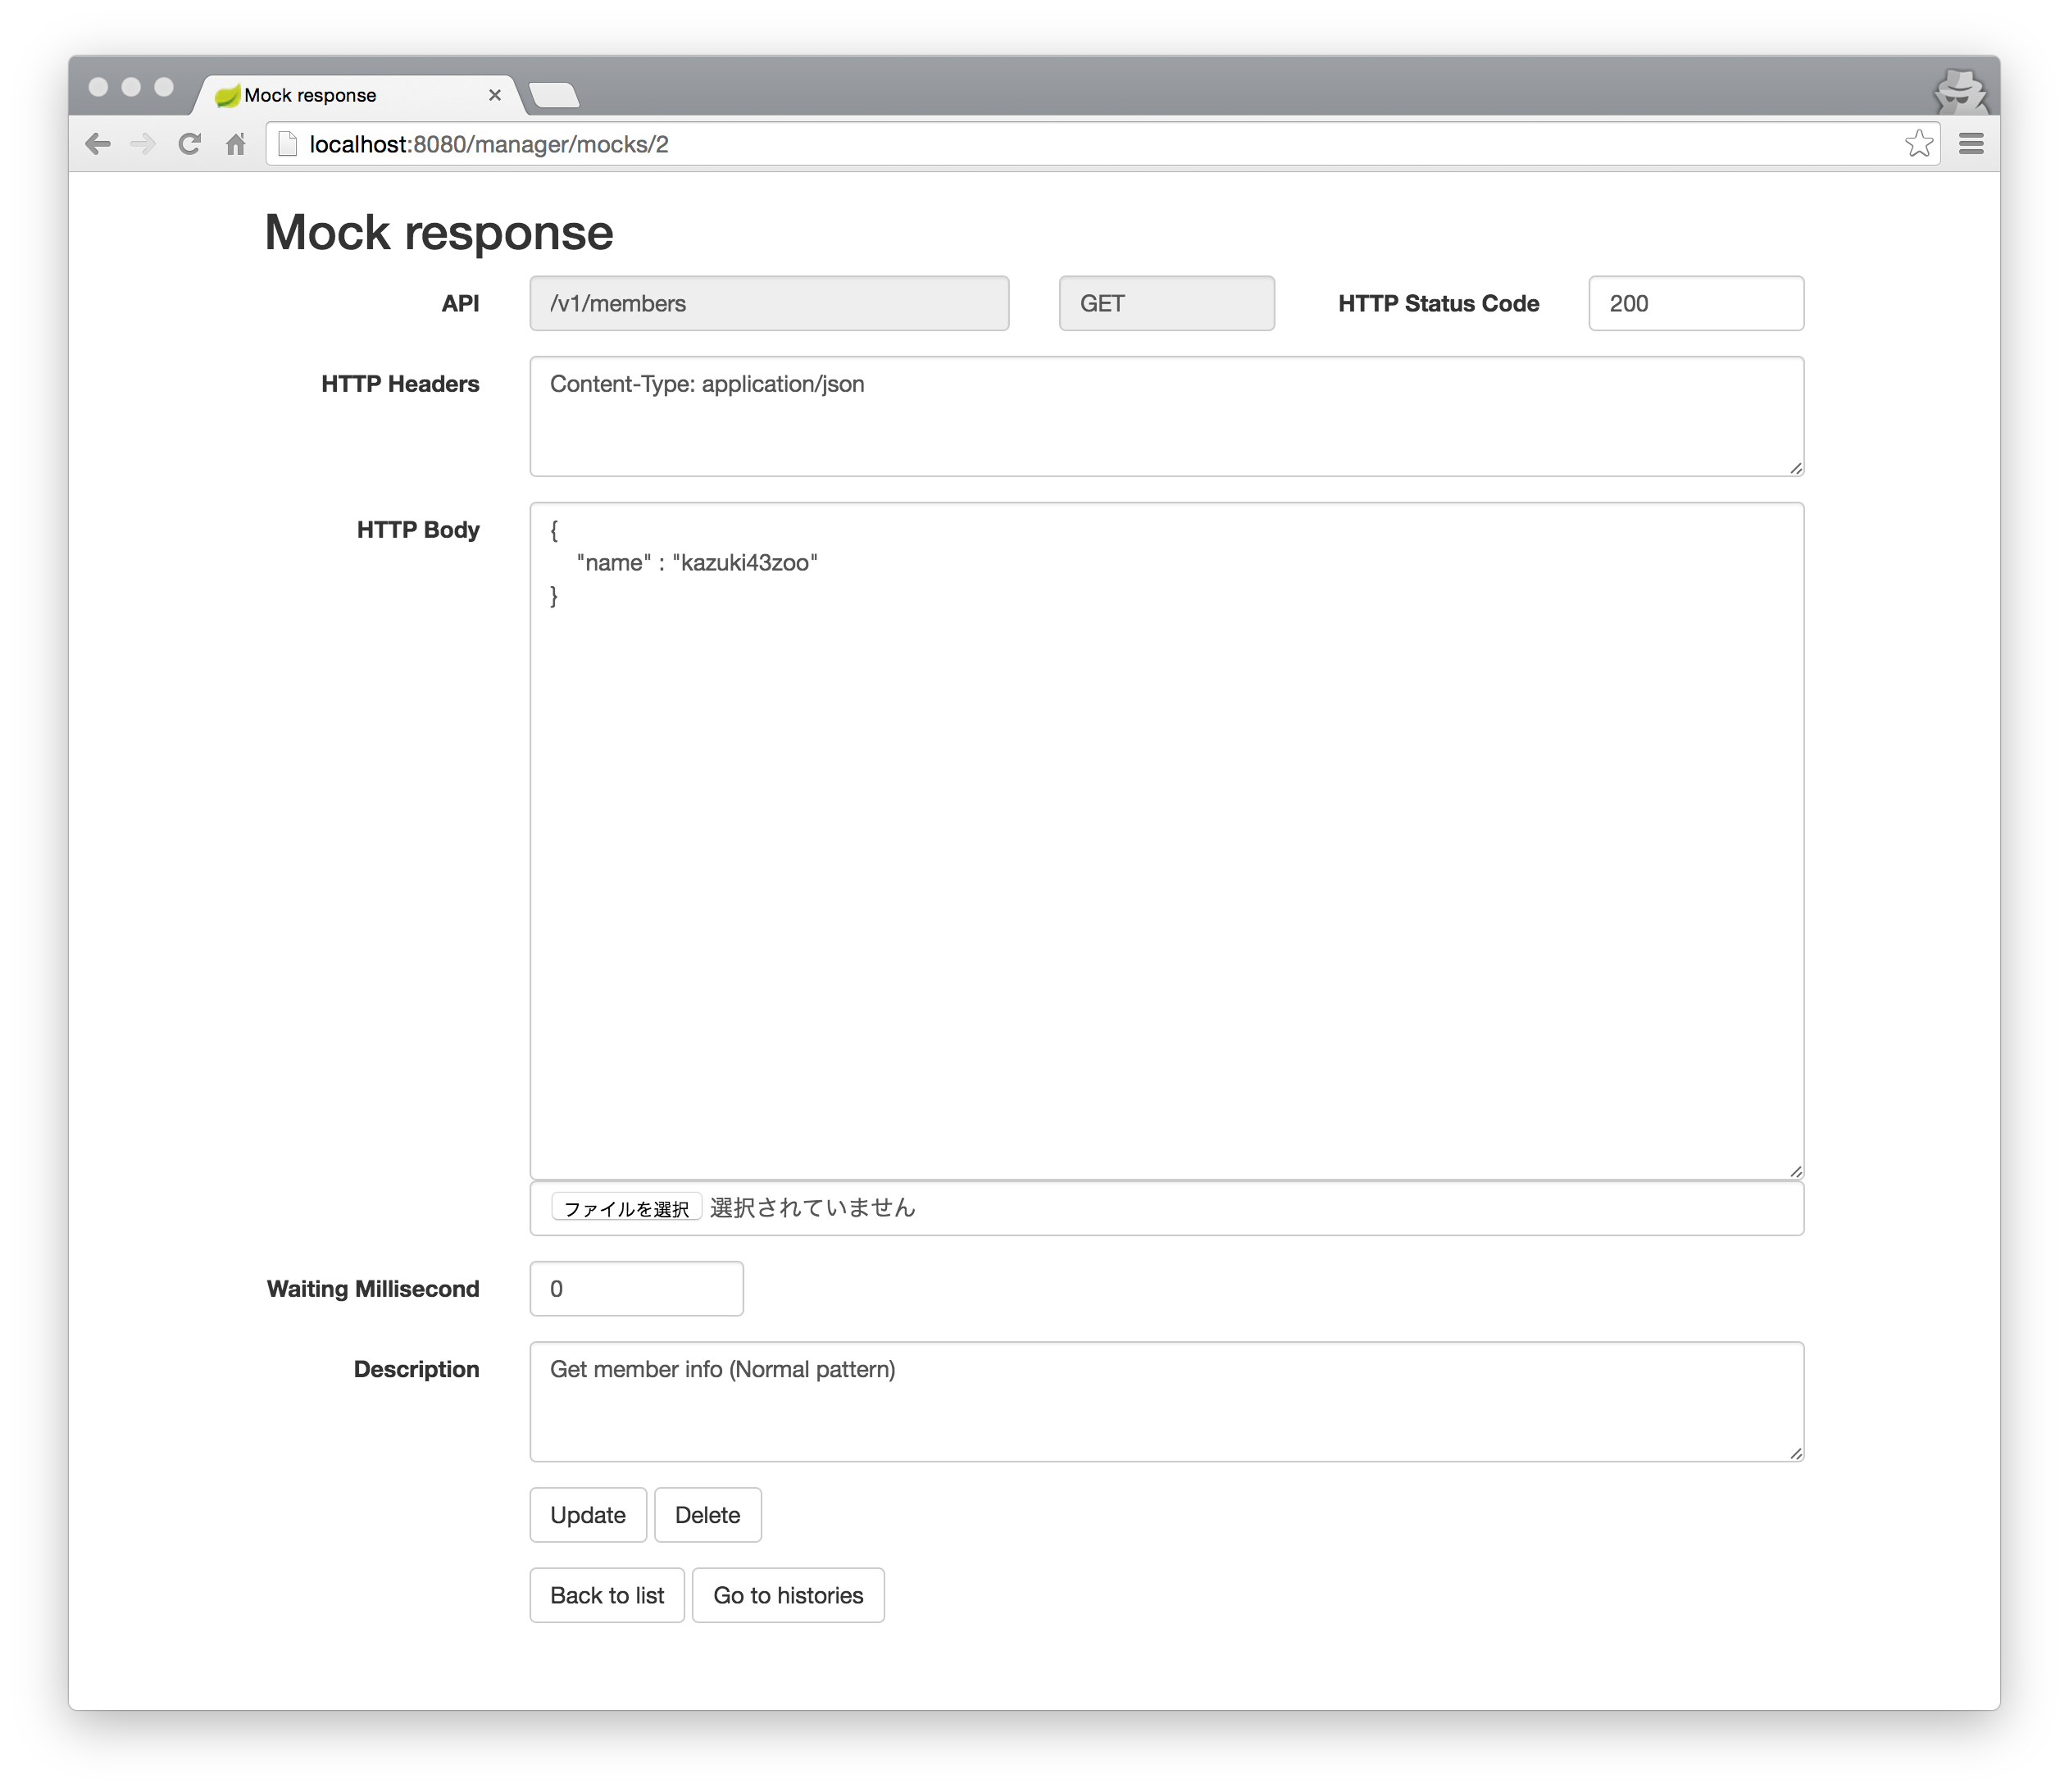 Mock response
localhost:8080/manager/mocks/2
Mock response
API /v1/members GET HTTP Status Code 200
HTTP Headers Content-Type: application/json
HTTP Body {
"name" : "kazuki43zoo"
}
ファイルを選択 選択されていません
Waiting Millisecond 0
Description Get member info (Normal pattern)
Update Delete
Back to list Go to histories